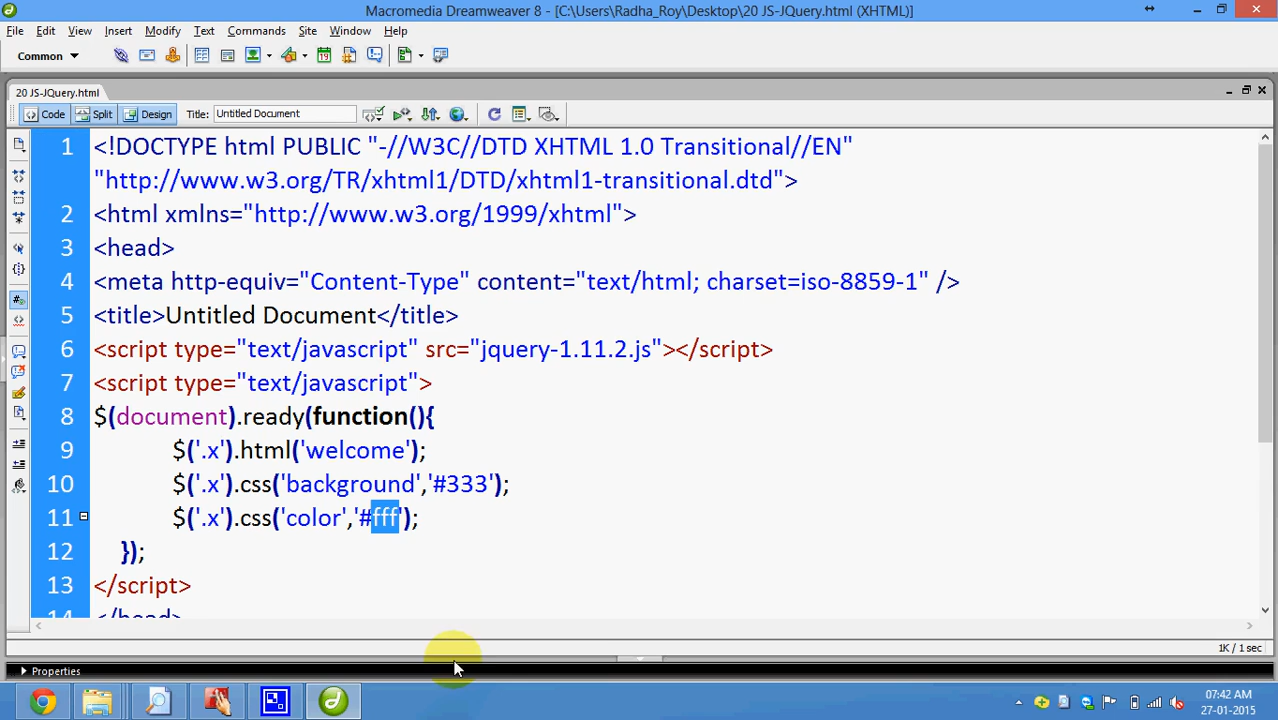 Macromedia Dreamweaver 8 - [C:\Users\Radha_Roy\Desktop\20 JS-JQuery.html (XHTML)]
File Edit View Insert Modify Text Commands Site Window Help
Common
20 JS-JQuery.html
Code Split Design Title: Untitled Document
1 <!DOCTYPE html PUBLIC "-//W3C//DTD XHTML 1.0 Transitional//EN"
"http://www.w3.org/TR/xhtml1/DTD/xhtml1-transitional.dtd">
2 <html xmlns="http://www.w3.org/1999/xhtml">
3 <head>
4 <meta http-equiv="Content-Type" content="text/html; charset=iso-8859-1" />
5 <title>Untitled Document</title>
6 <script type="text/javascript" src="jquery-1.11.2.js"></script>
7 <script type="text/javascript">
8 $(document).ready(function(){
9 $('.x').html('welcome');
10 $('.x').css('background','#333');
11 $('.x').css('color','#fff');
12 });
13 </script>
14 </head>
1K / 1 sec
Properties
07:42 AM
27-01-2015